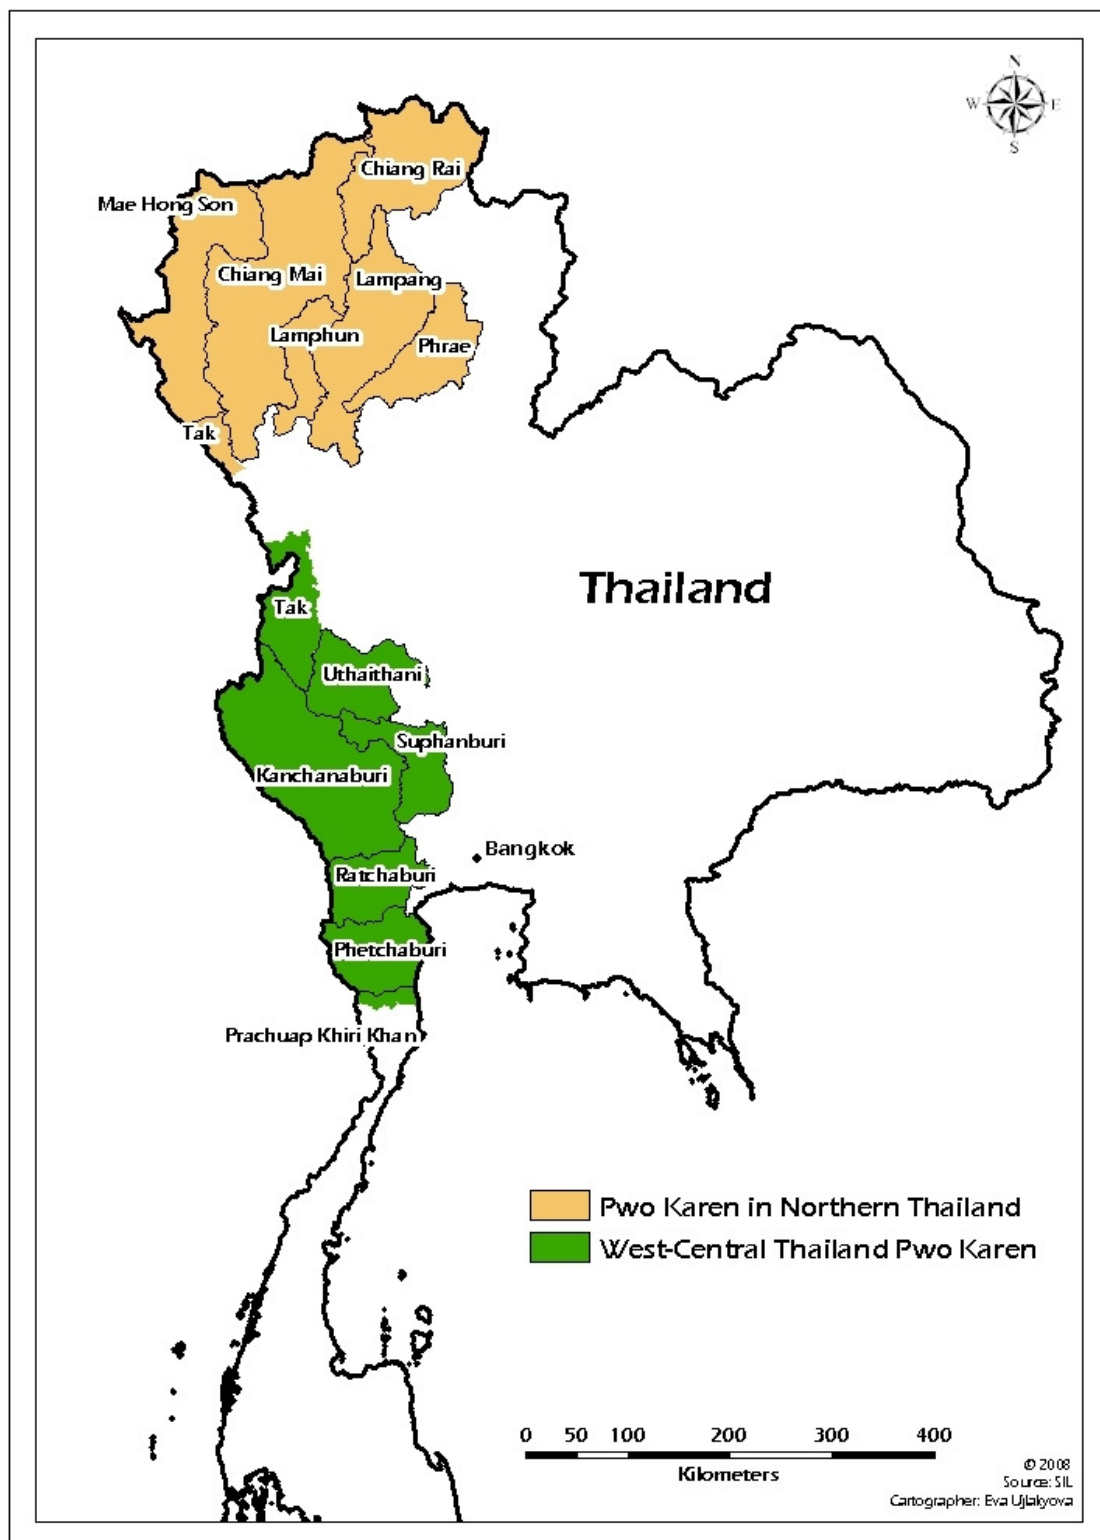 N
W E
S
Chiang Rai
Mae Hong Son
Chiang Mai
Lampang
Lamphun
Phrae
Tak
Thailand
Tak
Uthaithani
Suphanburi
Kanchanaburi
Bangkok
Ratchaburi
Phetchaburi
Prachuap Khiri Khan
Pwo Karen in Northern Thailand
West-Central Thailand Pwo Karen
0 50 100 200 300 400
Kilometers
© 2008
Source: SIL
Cartographer: Eva Ujlakyova